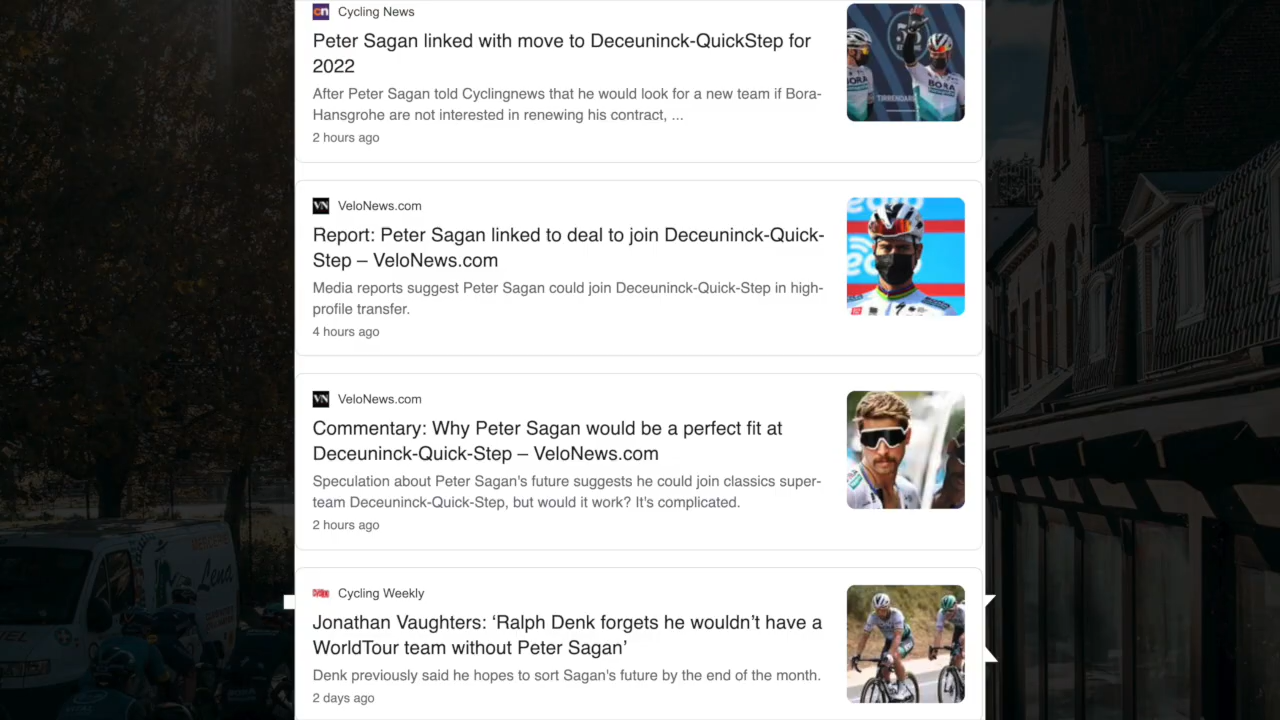 Cycling News
Peter Sagan linked with move to Deceuninck-QuickStep for
2022
After Peter Sagan told Cyclingnews that he would look for a new team if Bora-
Hansgrohe are not interested in renewing his contract, ...
2 hours ago
VeloNews.com
Report: Peter Sagan linked to deal to join Deceuninck-Quick-
Step – VeloNews.com
Media reports suggest Peter Sagan could join Deceuninck-Quick-Step in high-
profile transfer.
4 hours ago
VeloNews.com
Commentary: Why Peter Sagan would be a perfect fit at
Deceuninck-Quick-Step – VeloNews.com
Speculation about Peter Sagan's future suggests he could join classics super-
team Deceuninck-Quick-Step, but would it work? It's complicated.
2 hours ago
Cycling Weekly
Jonathan Vaughters: ‘Ralph Denk forgets he wouldn’t have a
WorldTour team without Peter Sagan’
Denk previously said he hopes to sort Sagan's future by the end of the month.
2 days ago